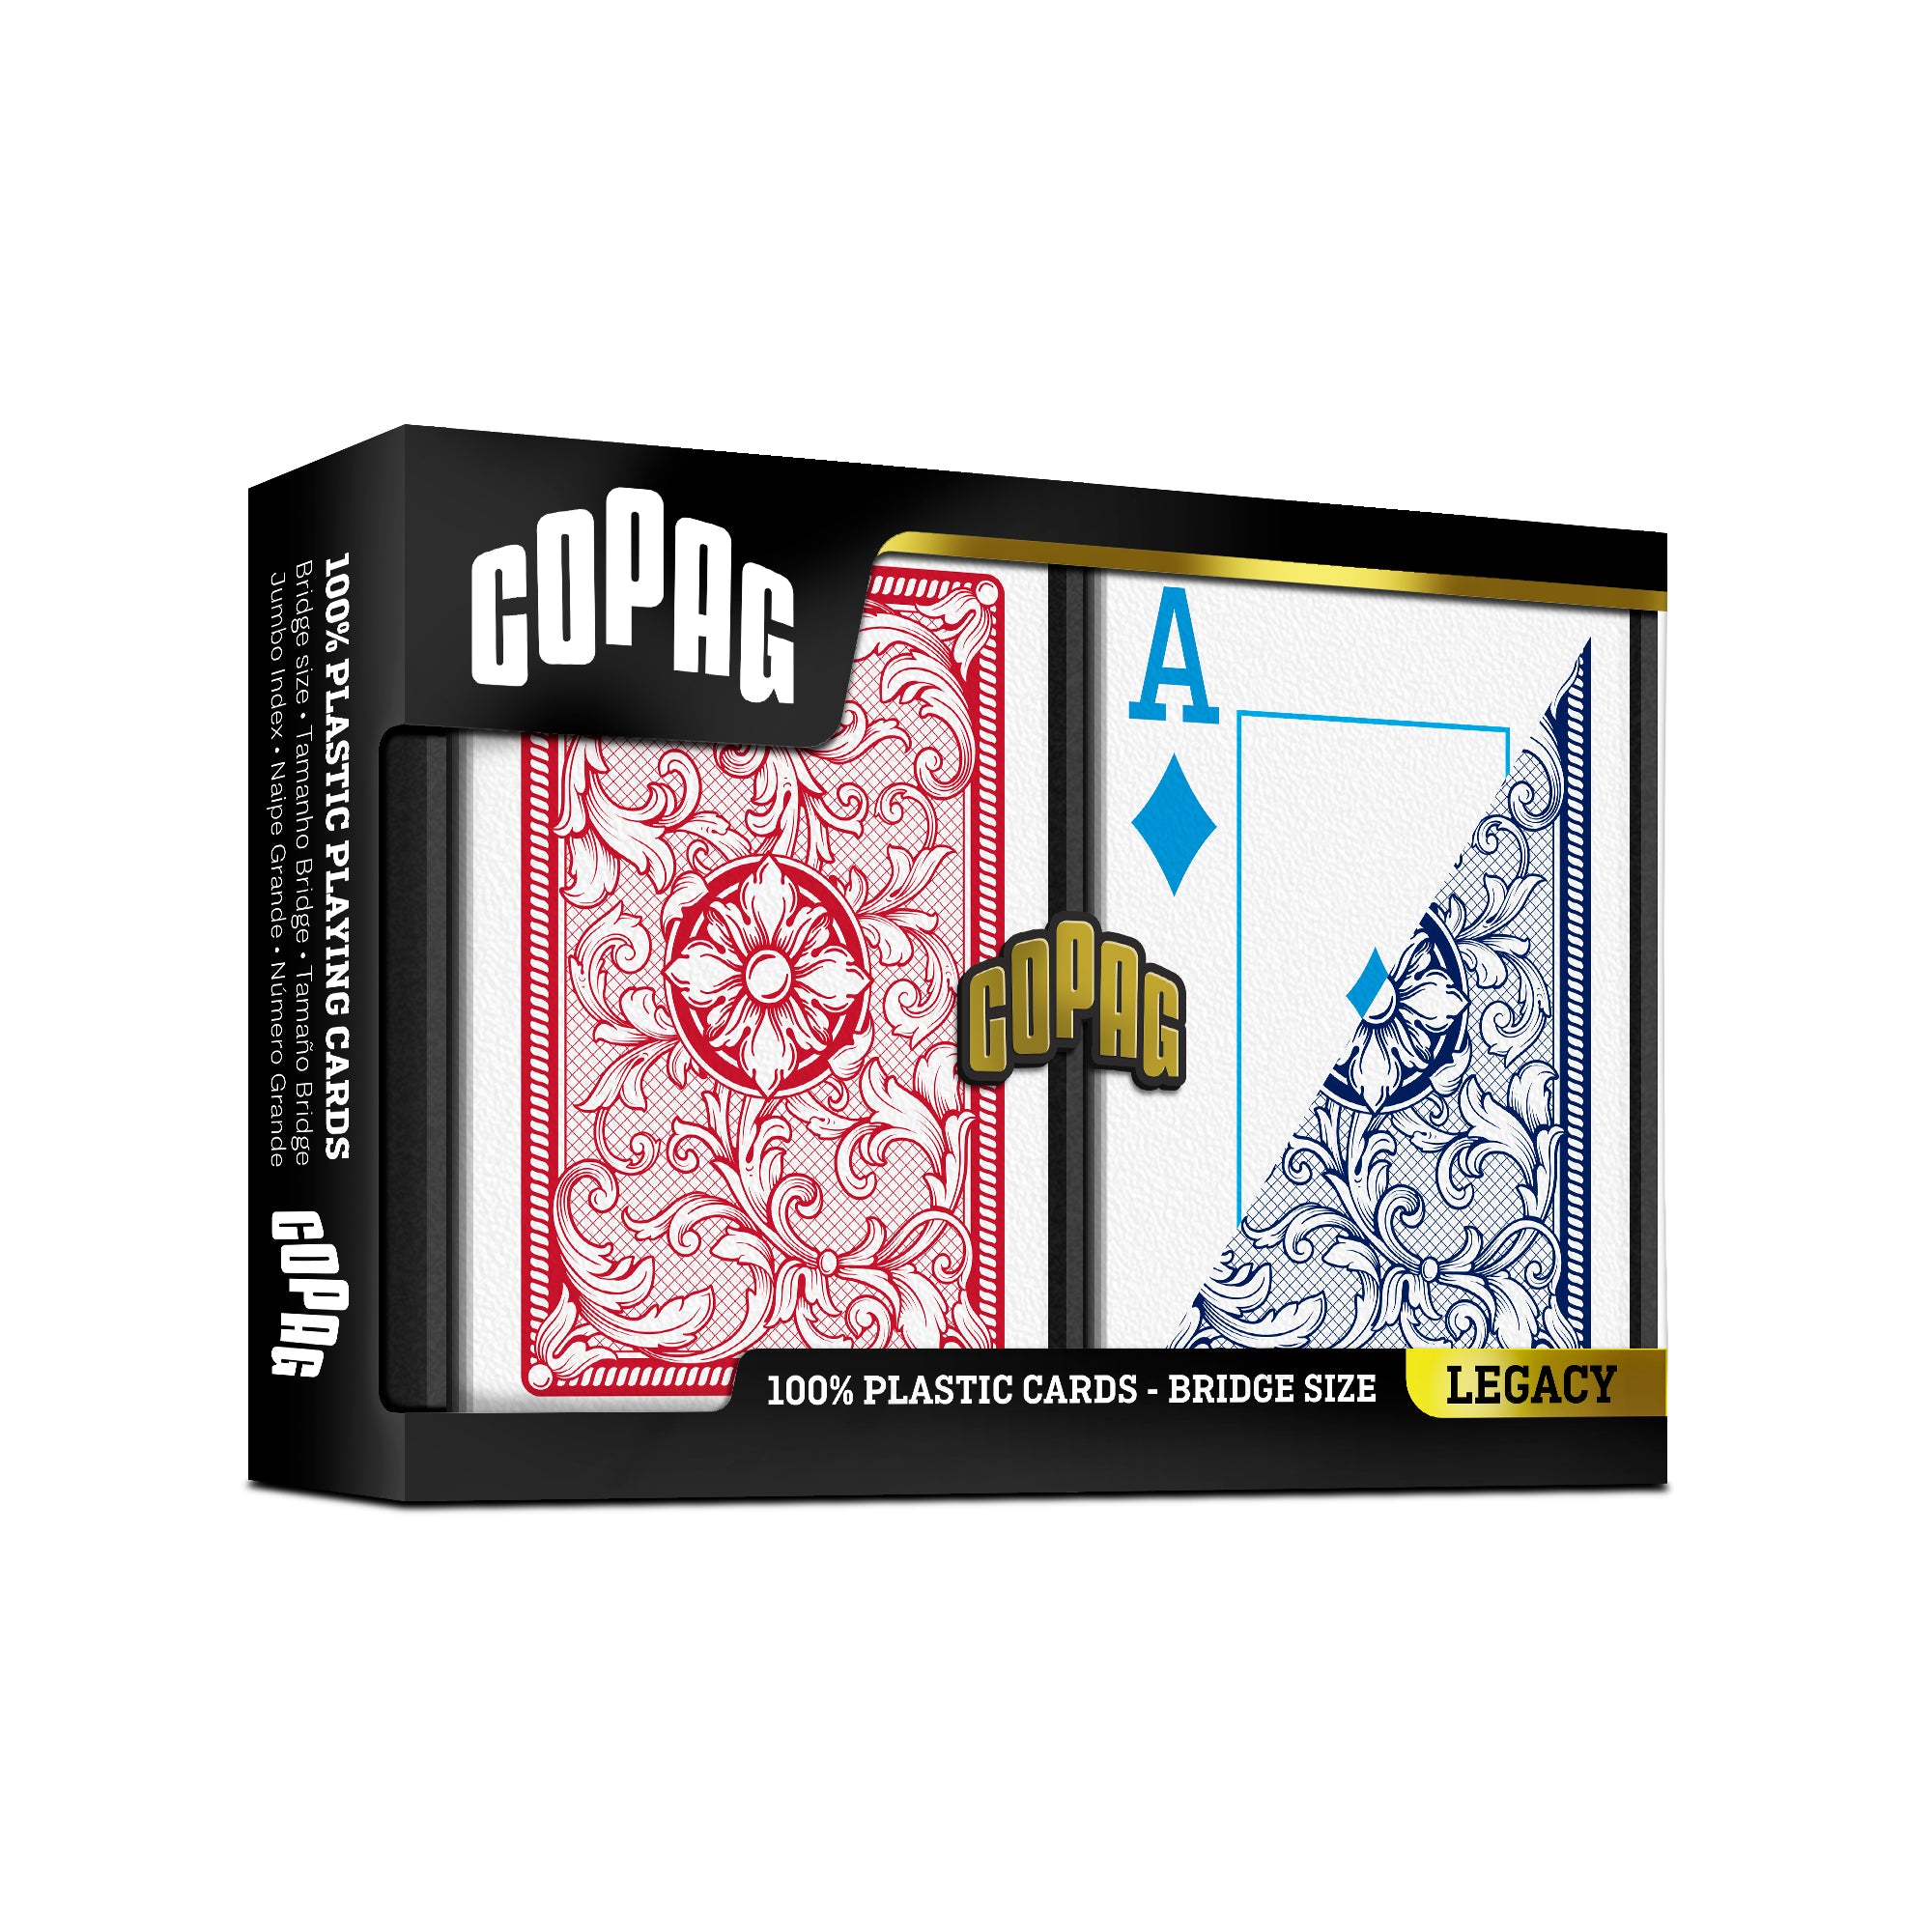 COPAG
100% PLASTIC PLAYING CARDS
Bridge size • Tamanho Bridge • Tamaño Bridge
Jumbo Index • Naipe Grande • Número Grande
COPAG
A
COPAG
100% PLASTIC CARDS - BRIDGE SIZE
LEGACY